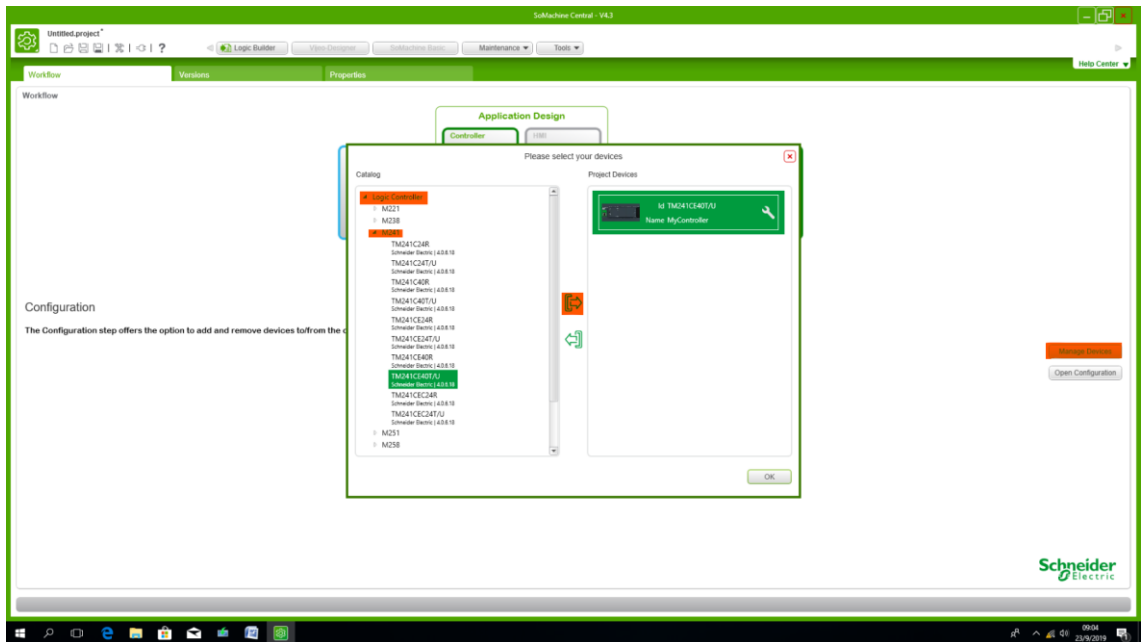 SoMachine Central - V4.3
Untitled.project*
Logic Builder
Vijeo-Designer
SoMachine Basic
Maintenance
Tools
Help Center
Workflow
Versions
Properties
Workflow
Application Design
Controller
HMI
Please select your devices
Catalog
Project Devices
Logic Controller
M221
M238
M241
TM241C24R
Schneider Electric | 4.0.6.18
TM241C24T/U
Schneider Electric | 4.0.6.18
TM241C40R
Schneider Electric | 4.0.6.18
TM241C40T/U
Schneider Electric | 4.0.6.18
TM241CE24R
Schneider Electric | 4.0.6.18
TM241CE24T/U
Schneider Electric | 4.0.6.18
TM241CE40R
Schneider Electric | 4.0.6.18
TM241CE40T/U
Schneider Electric | 4.0.6.18
TM241CEC24R
Schneider Electric | 4.0.6.18
TM241CEC24T/U
Schneider Electric | 4.0.6.18
M251
M258
Id TM241CE40T/U
Name MyController
OK
Configuration
The Configuration step offers the option to add and remove devices to/from the
Manage Devices
Open Configuration
Schneider
Electric
09:04
23/9/2019